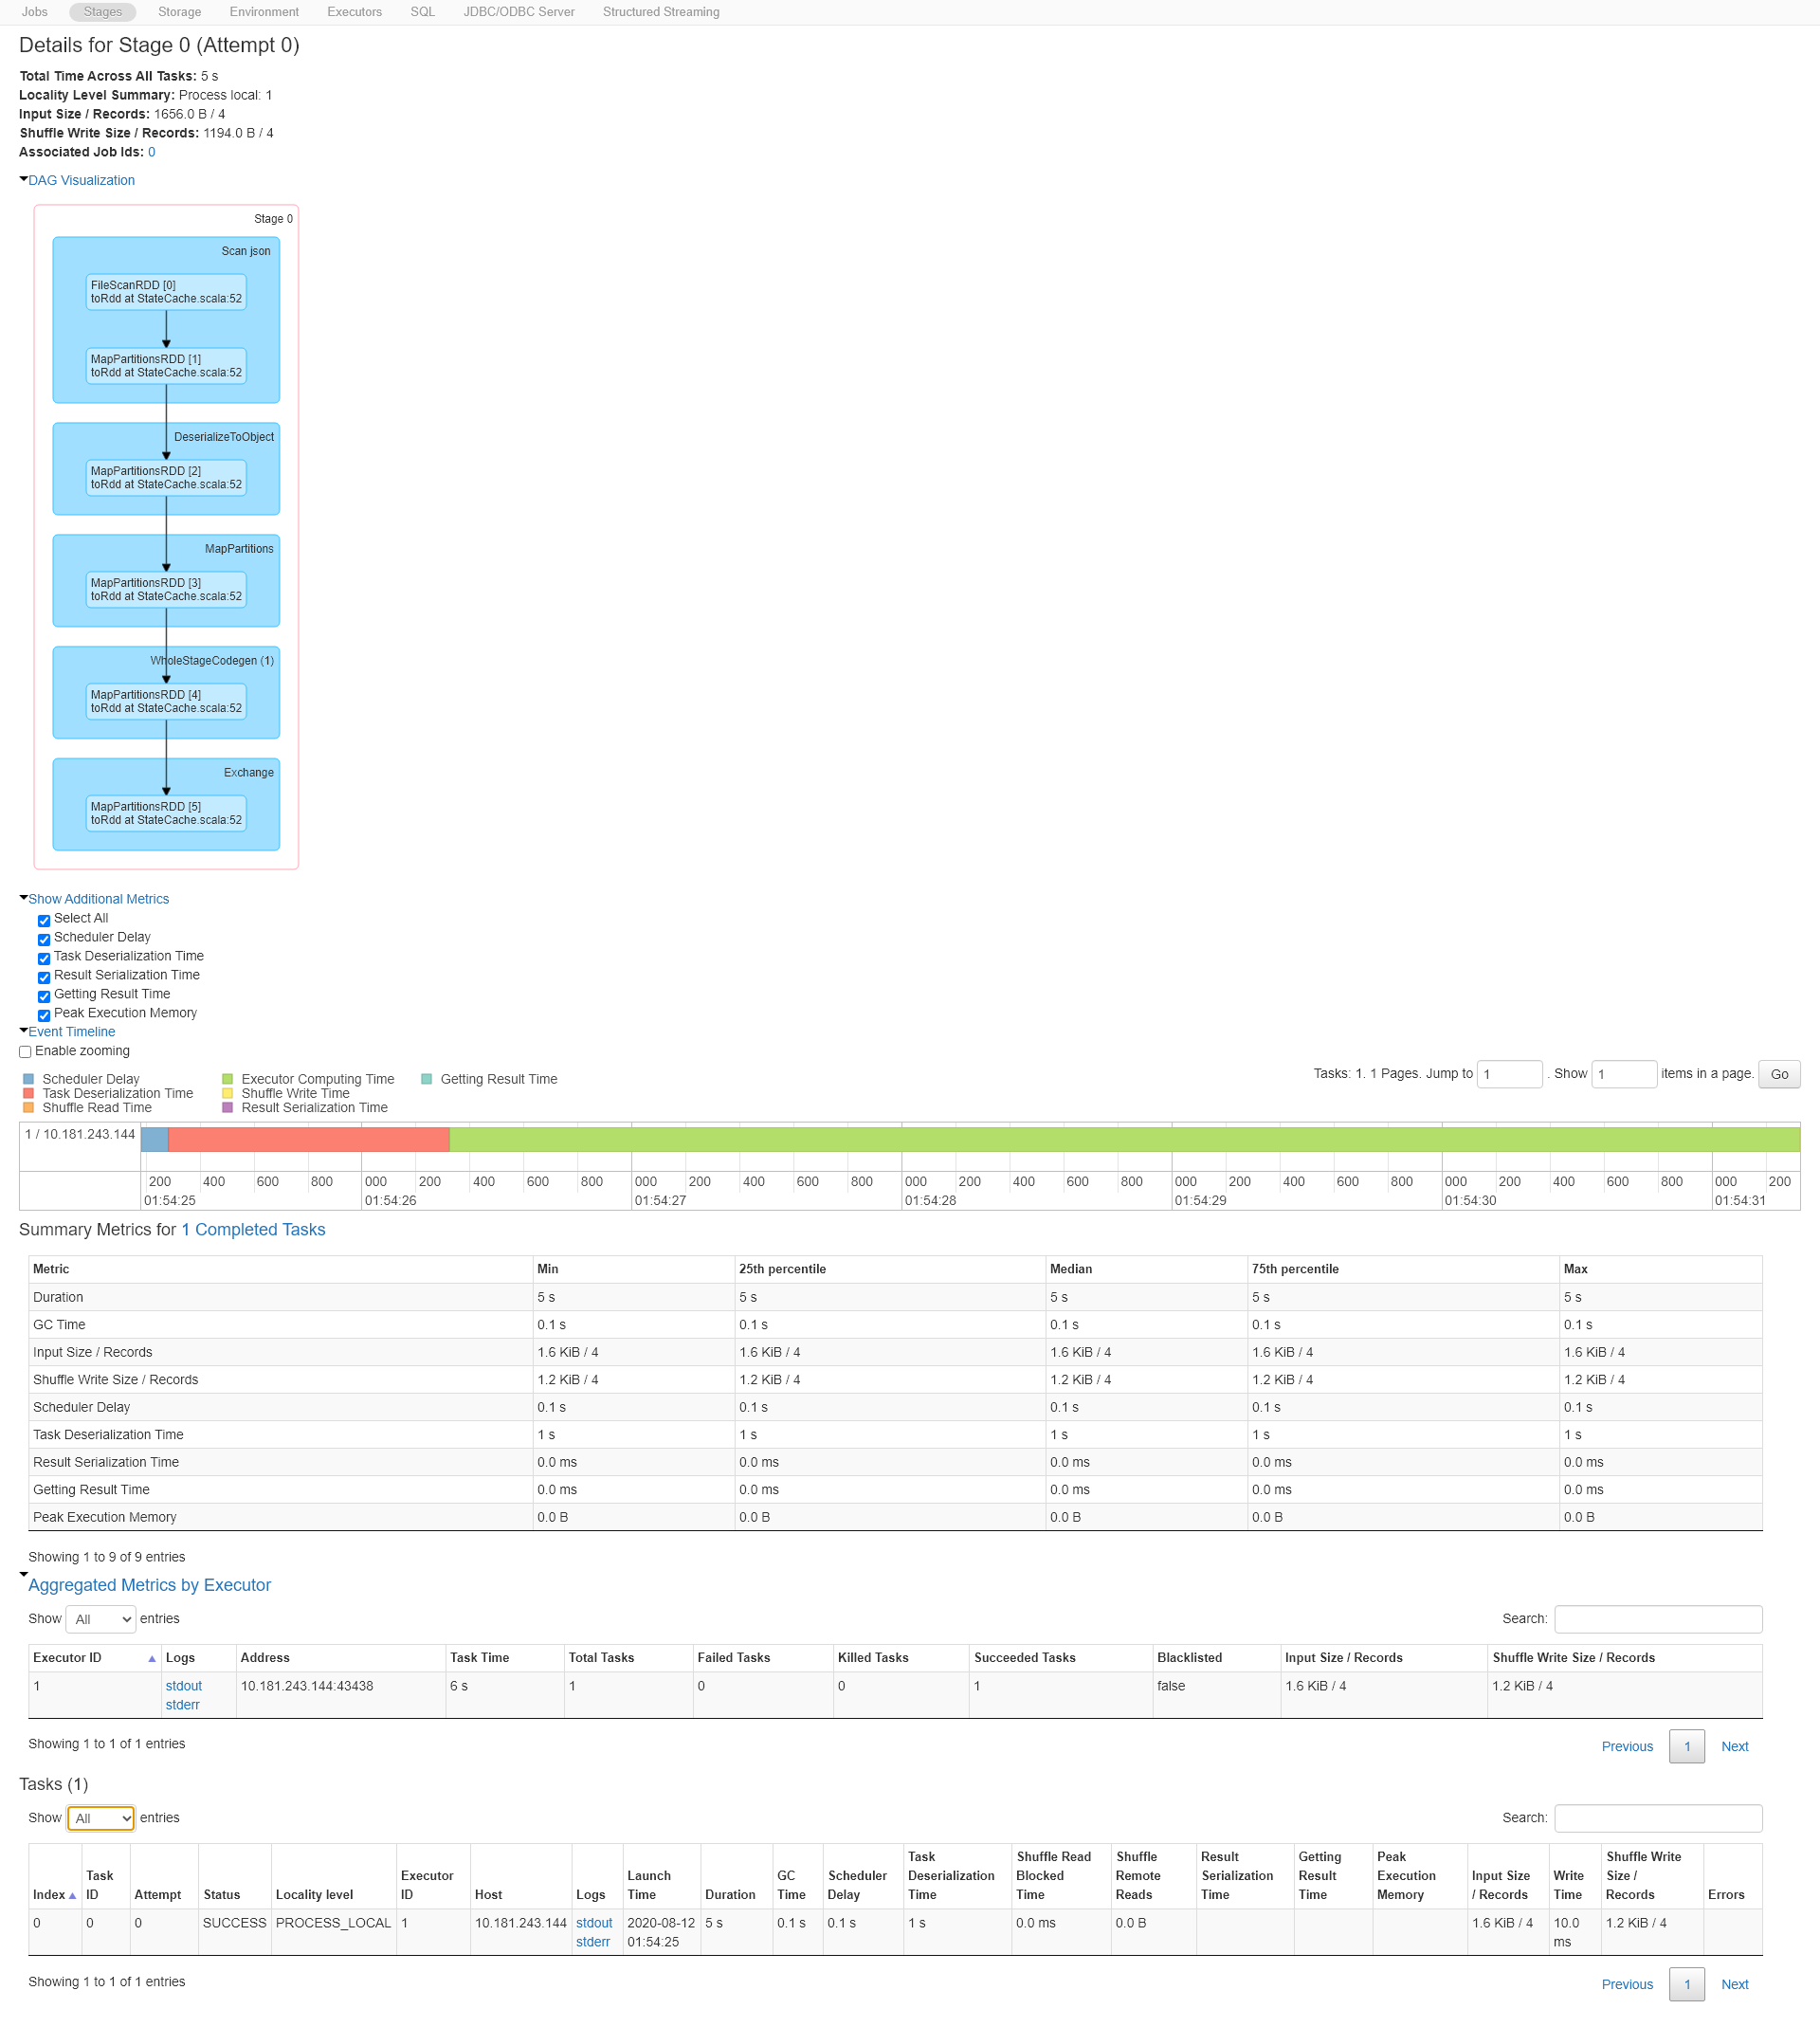 Jobs Stages Storage Environment Executors SQL JDBC/ODBC Server Structured Streaming
Details for Stage 0 (Attempt 0)
Total Time Across All Tasks: 5 s
Locality Level Summary: Process local: 1
Input Size / Records: 1656.0 B / 4
Shuffle Write Size / Records: 1194.0 B / 4
Associated Job Ids: 0
DAG Visualization
Stage 0
Scan json
FileScanRDD [0]
toRdd at StateCache.scala:52
MapPartitionsRDD [1]
toRdd at StateCache.scala:52
DeserializeToObject
MapPartitionsRDD [2]
toRdd at StateCache.scala:52
MapPartitions
MapPartitionsRDD [3]
toRdd at StateCache.scala:52
WholeStageCodegen (1)
MapPartitionsRDD [4]
toRdd at StateCache.scala:52
Exchange
MapPartitionsRDD [5]
toRdd at StateCache.scala:52
Show Additional Metrics
Select All
Scheduler Delay
Task Deserialization Time
Result Serialization Time
Getting Result Time
Peak Execution Memory
Event Timeline
Enable zooming
Tasks: 1. 1 Pages. Jump to 1 . Show 1 items in a page. Go
Scheduler Delay Executor Computing Time Getting Result Time
Task Deserialization Time Shuffle Write Time
Shuffle Read Time Result Serialization Time
1 / 10.181.243.144
200 400 600 800 000 200 400 600 800 000 200 400 600 800 000 200 400 600 800 000 200 400 600 800 000 200 400 600 800 000 200
01:54:25 01:54:26 01:54:27 01:54:28 01:54:29 01:54:30 01:54:31
Summary Metrics for 1 Completed Tasks
Metric Min 25th percentile Median 75th percentile Max
Duration 5 s 5 s 5 s 5 s 5 s
GC Time 0.1 s 0.1 s 0.1 s 0.1 s 0.1 s
Input Size / Records 1.6 KiB / 4 1.6 KiB / 4 1.6 KiB / 4 1.6 KiB / 4 1.6 KiB / 4
Shuffle Write Size / Records 1.2 KiB / 4 1.2 KiB / 4 1.2 KiB / 4 1.2 KiB / 4 1.2 KiB / 4
Scheduler Delay 0.1 s 0.1 s 0.1 s 0.1 s 0.1 s
Task Deserialization Time 1 s 1 s 1 s 1 s 1 s
Result Serialization Time 0.0 ms 0.0 ms 0.0 ms 0.0 ms 0.0 ms
Getting Result Time 0.0 ms 0.0 ms 0.0 ms 0.0 ms 0.0 ms
Peak Execution Memory 0.0 B 0.0 B 0.0 B 0.0 B 0.0 B
Showing 1 to 9 of 9 entries
Aggregated Metrics by Executor
Show All entries Search:
Executor ID Logs Address Task Time Total Tasks Failed Tasks Killed Tasks Succeeded Tasks Blacklisted Input Size / Records Shuffle Write Size / Records
1 stdout 10.181.243.144:43438 6 s 1 0 0 1 false 1.6 KiB / 4 1.2 KiB / 4
stderr
Showing 1 to 1 of 1 entries Previous 1 Next
Tasks (1)
Show All entries Search:
Task Shuffle Read Shuffle Result Getting Peak Shuffle Write
Task Executor Launch GC Scheduler Deserialization Blocked Remote Serialization Result Execution Input Size Write Size /
Index ID Attempt Status Locality level ID Host Logs Time Duration Time Delay Time Time Reads Time Time Memory / Records Time Records Errors
0 0 0 SUCCESS PROCESS_LOCAL 1 10.181.243.144 stdout 2020-08-12 5 s 0.1 s 0.1 s 1 s 0.0 ms 0.0 B 1.6 KiB / 4 10.0 1.2 KiB / 4
stderr 01:54:25 ms
Showing 1 to 1 of 1 entries Previous 1 Next